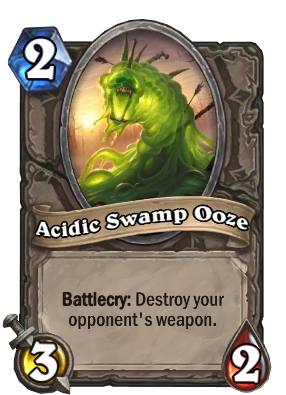 2
Acidic Swamp Ooze
Battlecry: Destroy your
opponent's weapon.
3
2